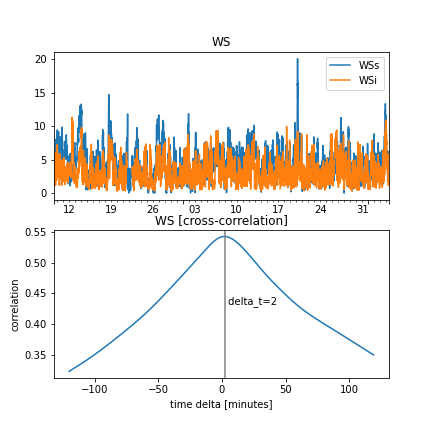 WS
20
15
10
5
0
WSs
WSi
12 19 26 03 10 17 24 31
WS [cross-correlation]
0.55
0.50
0.45
0.40
0.35
correlation
delta_t=2
−100 −50 0 50 100
time delta [minutes]